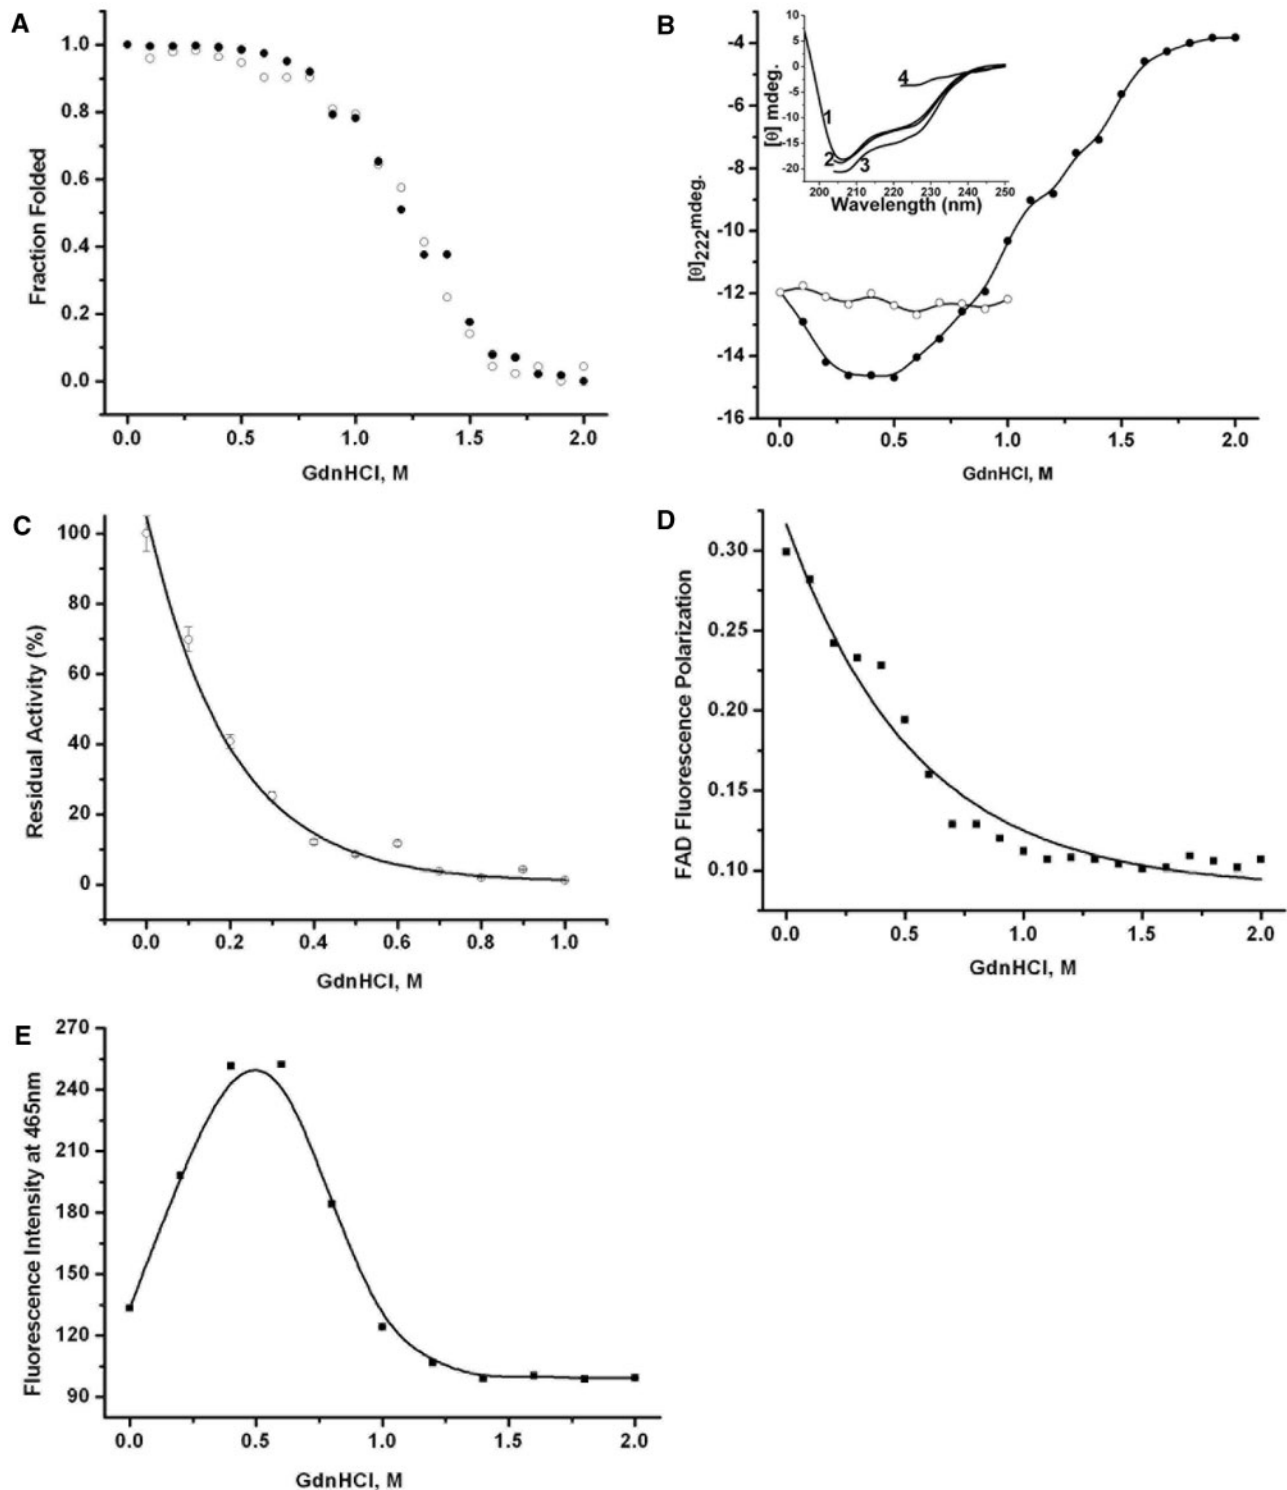 A
Fraction Folded
1.0
0.8
0.6
0.4
0.2
0.0
0.0 0.5 1.0 1.5 2.0
GdnHCl, M
B
[θ]222mdeg.
-4
-6
-8
-10
-12
-14
-16
0.0 0.5 1.0 1.5 2.0
GdnHCl, M
[θ] mdeg.
10
5
0
-5
-10
-15
-20
1
2
3
4
200 210 220 230 240 250
Wavelength (nm)
C
Residual Activity (%)
100
80
60
40
20
0
0.0 0.2 0.4 0.6 0.8 1.0
GdnHCl, M
D
FAD Fluorescence Polarization
0.30
0.25
0.20
0.15
0.10
0.0 0.5 1.0 1.5 2.0
GdnHCl, M
E
Fluorescence Intensity at 465nm
270
240
210
180
150
120
90
0.0 0.5 1.0 1.5 2.0
GdnHCl, M